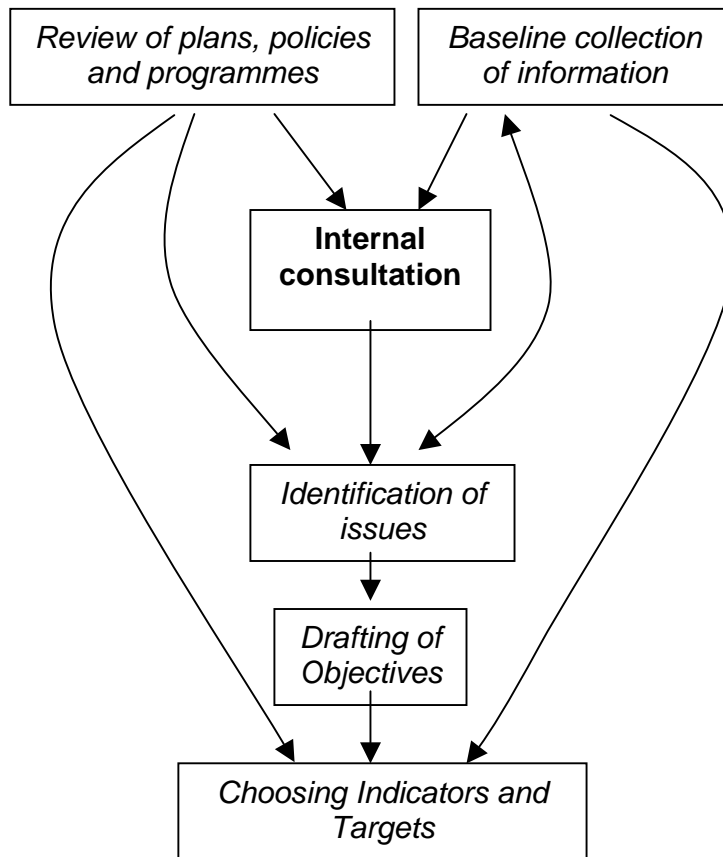 Review of plans, policies
and programmes
Baseline collection
of information
Internal
consultation
Identification of
issues
Drafting of
Objectives
Choosing Indicators and
Targets